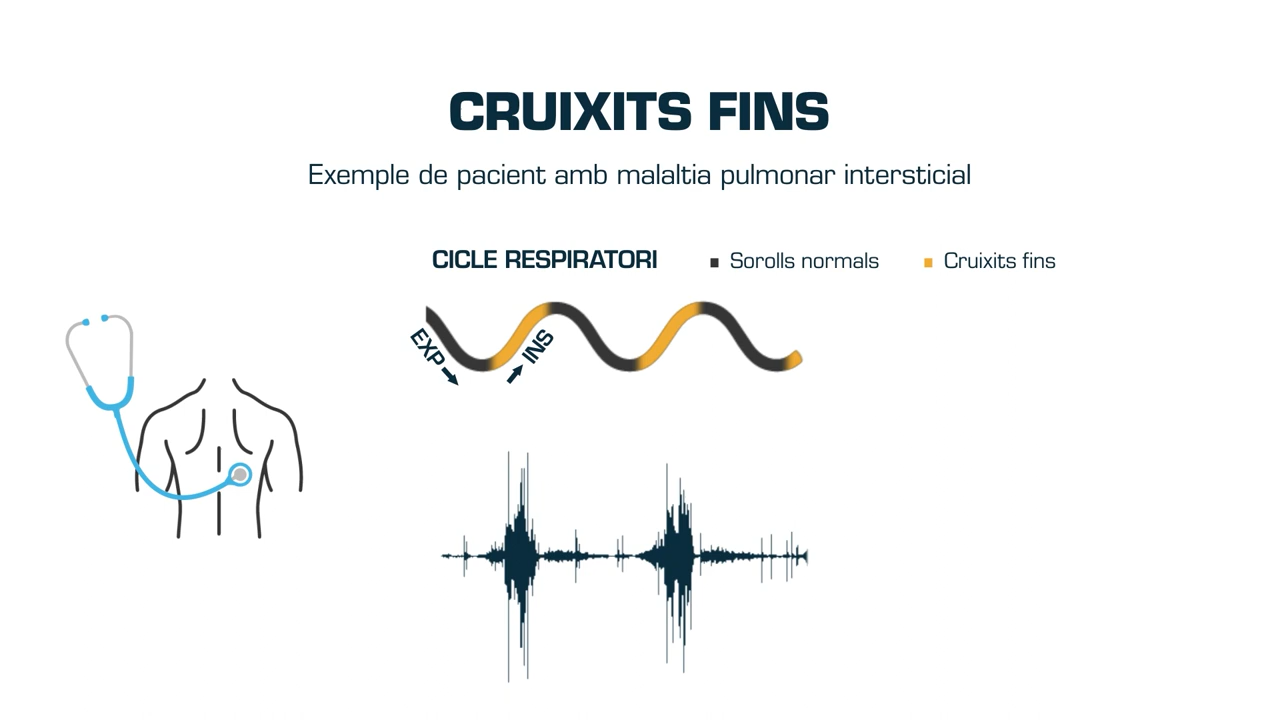 CRUIXITS FINS
Exemple de pacient amb malaltia pulmonar intersticial
CICLE RESPIRATORI
Sorolls normals
Cruixits fins
EXP
INS